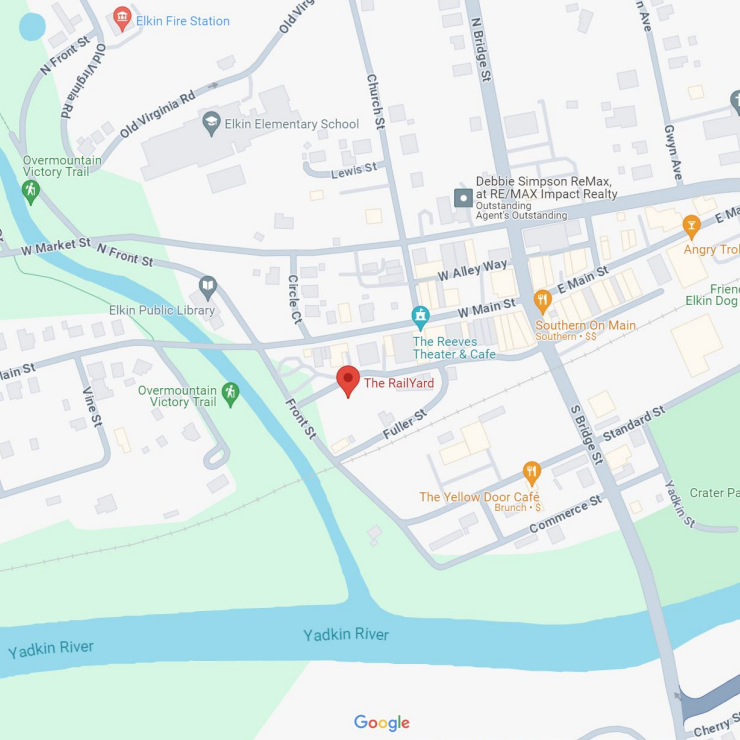 Elkin Fire Station
N Front St
Old Virginia Rd
Old Virg
Old Virginia Rd
Church St
N Bridge St
n Ave
Gwyn Ave
Elkin Elementary School
Lewis St
Overmountain
Victory Trail
Debbie Simpson ReMax,
at RE/MAX Impact Realty
Outstanding
Agent's Outstanding
W Market St
N Front St
E Ma
Angry Trol
W Alley Way
E Main St
Circle Ct
Elkin Public Library
W Main St
Friend
Elkin Dog
Southern On Main
Southern • $$
The Reeves
Theater & Cafe
lain St
The RailYard
Overmountain
Victory Trail
Vine St
Front St
Fuller St
S Bridge St
Standard St
The Yellow Door Café
Brunch • $
Commerce St
Yadkin St
Crater Pa
Yadkin River
Yadkin River
Google
Cherry S